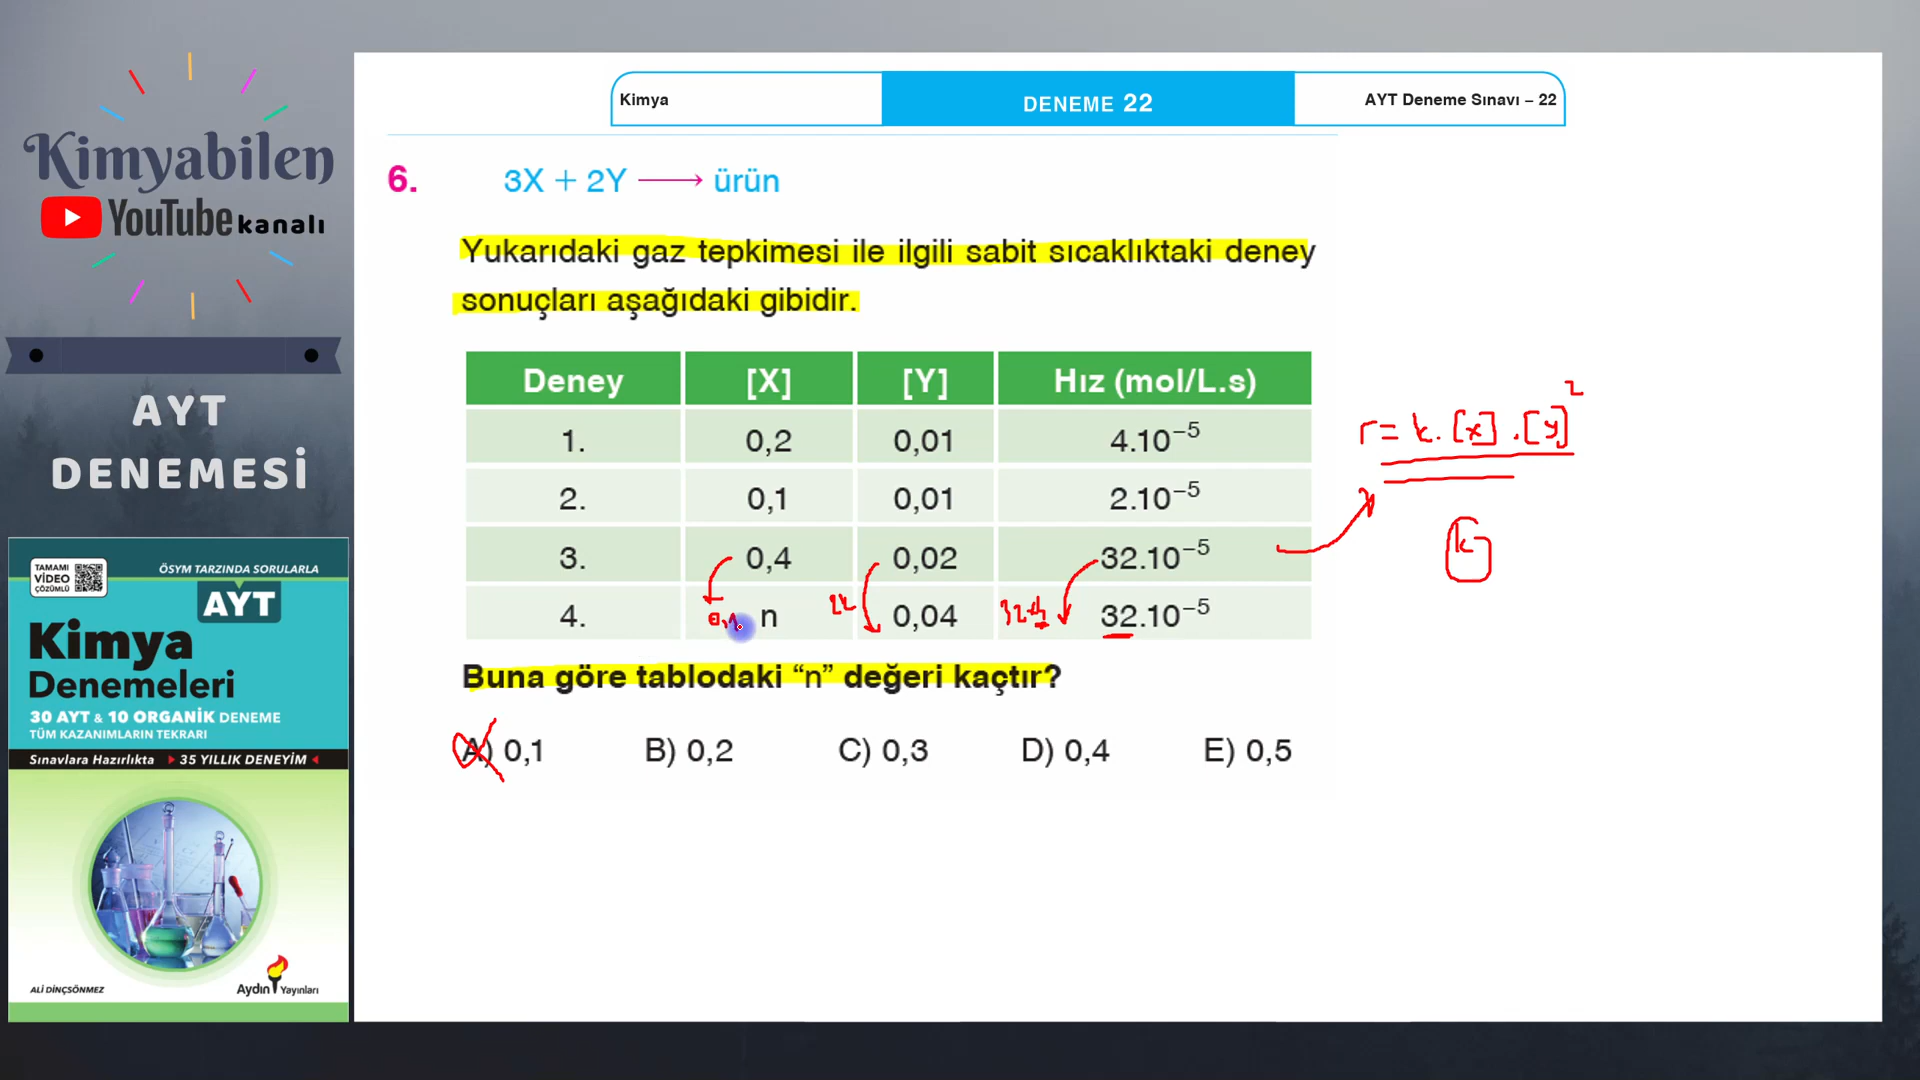 Kimyabilen
YouTube kanalı
AYT
DENEMESİ
TAMAMI
VİDEO
ÇÖZÜMLÜ
ÖSYM TARZINDA SORULARLA
AYT
Kimya
Denemeleri
30 AYT & 10 ORGANİK DENEME
TÜM KAZANIMLARIN TEKRARI
Sınavlara Hazırlıkta 35 YILLIK DENEYİM
ALİ DİNÇSÖNMEZ
Aydın Yayınları
Kimya DENEME 22 AYT Deneme Sınavı – 22
6. 3X + 2Y ⟶ ürün
Yukarıdaki gaz tepkimesi ile ilgili sabit sıcaklıktaki deney
sonuçları aşağıdaki gibidir.
Deney [X] [Y] Hız (mol/L.s)
1. 0,2 0,01 4.10⁻⁵
2. 0,1 0,01 2.10⁻⁵
3. 0,4 0,02 32.10⁻⁵
4. n 0,04 32.10⁻⁵
r = k.[x].[y]²
k
Buna göre tablodaki “n” değeri kaçtır?
A) 0,1 B) 0,2 C) 0,3 D) 0,4 E) 0,5